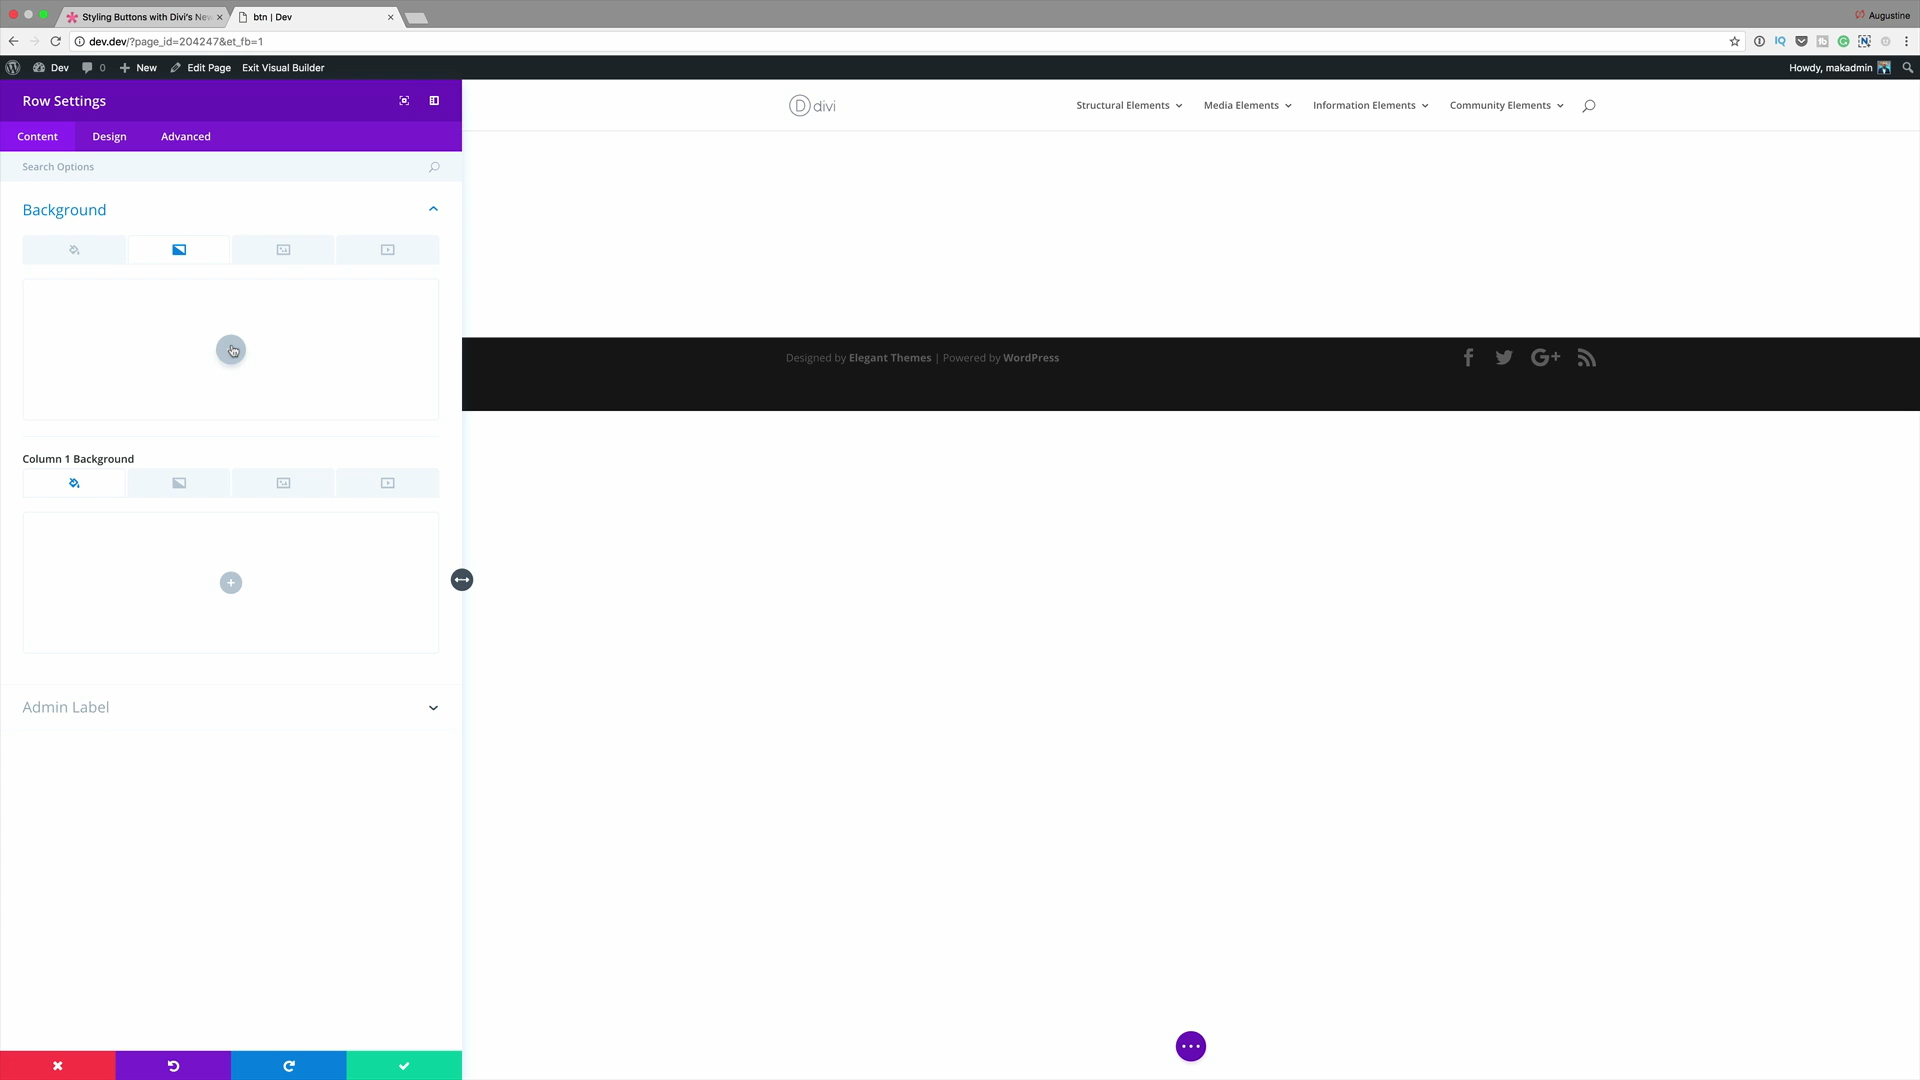 Styling Buttons with Divi's Nev
btn | Dev
Augustine
dev.dev/?page_id=204247&et_fb=1
Dev
0
New
Edit Page
Exit Visual Builder
Howdy, makadmin
Row Settings
divi
Structural Elements
Media Elements
Information Elements
Community Elements
Content
Design
Advanced
Search Options
Background
Designed by Elegant Themes | Powered by WordPress
Column 1 Background
Admin Label